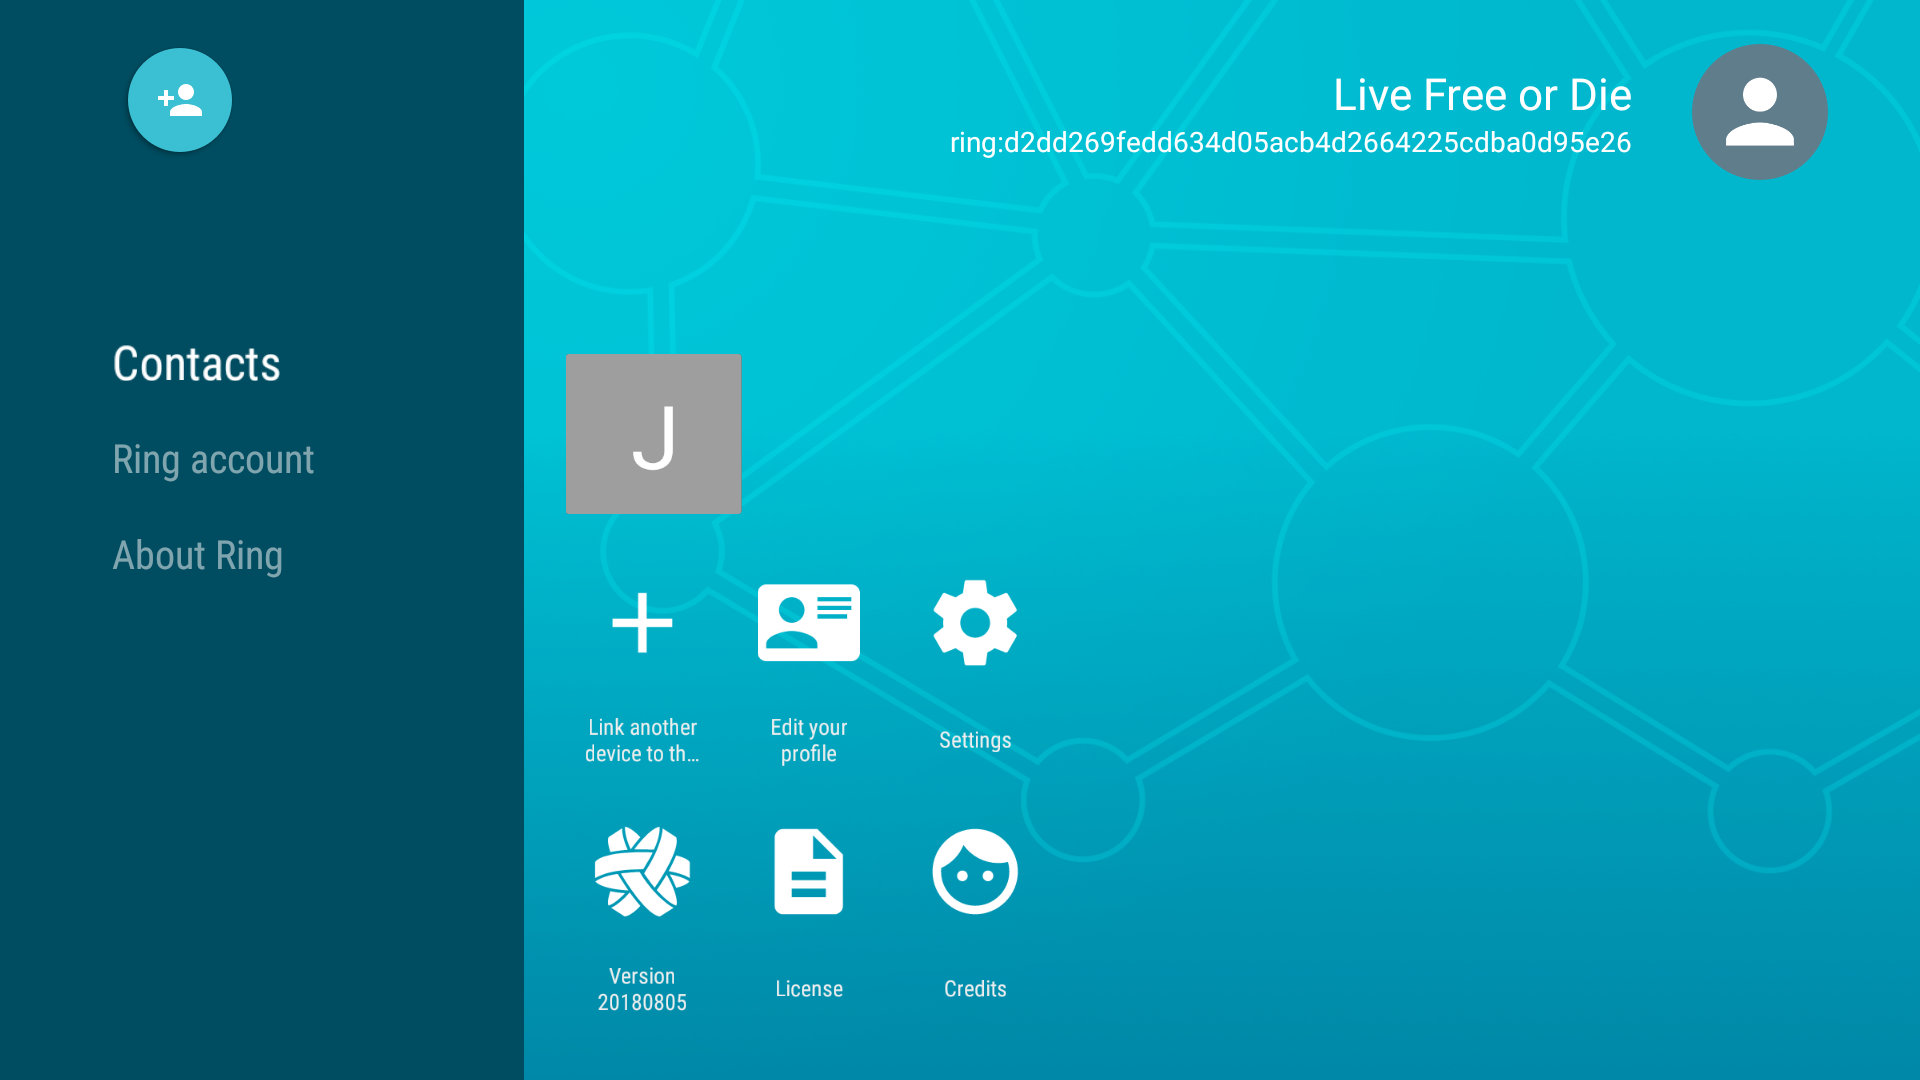 Live Free or Die
ring:d2dd269fedd634d05acb4d2664225cdba0d95e26
Contacts
Ring account
About Ring
J
Link another
device to th...
Edit your
profile
Settings
Version
20180805
License
Credits